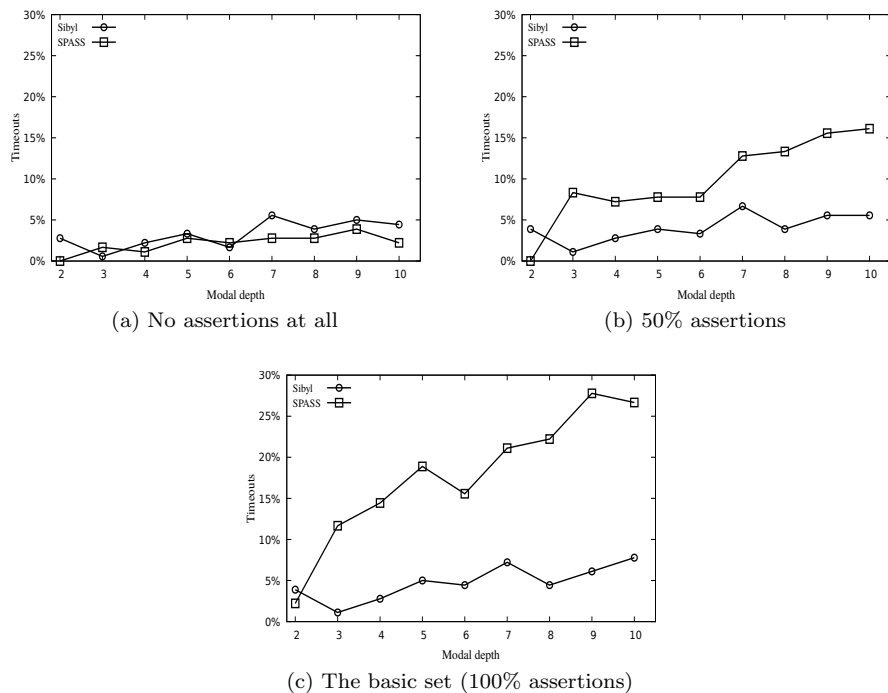 30%
25%
20%
15%
10%
5%
0%
Timeouts
Sibyl
SPASS
2 3 4 5 6 7 8 9 10
Modal depth
(a) No assertions at all
30%
25%
20%
15%
10%
5%
0%
Timeouts
Sibyl
SPASS
2 3 4 5 6 7 8 9 10
Modal depth
(b) 50% assertions
30%
25%
20%
15%
10%
5%
0%
Timeouts
Sibyl
SPASS
2 3 4 5 6 7 8 9 10
Modal depth
(c) The basic set (100% assertions)